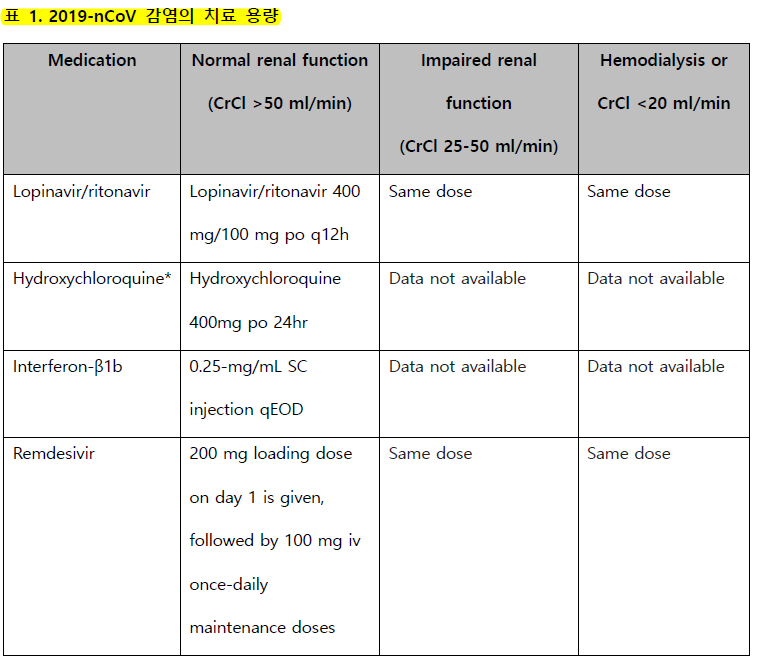 표 1. 2019-nCoV 감염의 치료 용량
Medication
Normal renal function
(CrCl >50 ml/min)
Impaired renal
function
(CrCl 25-50 ml/min)
Hemodialysis or
CrCl <20 ml/min
Lopinavir/ritonavir
Lopinavir/ritonavir 400
mg/100 mg po q12h
Same dose
Same dose
Hydroxychloroquine*
Hydroxychloroquine
400mg po 24hr
Data not available
Data not available
Interferon-β1b
0.25-mg/mL SC
injection qEOD
Data not available
Data not available
Remdesivir
200 mg loading dose
on day 1 is given,
followed by 100 mg iv
once-daily
maintenance doses
Same dose
Same dose